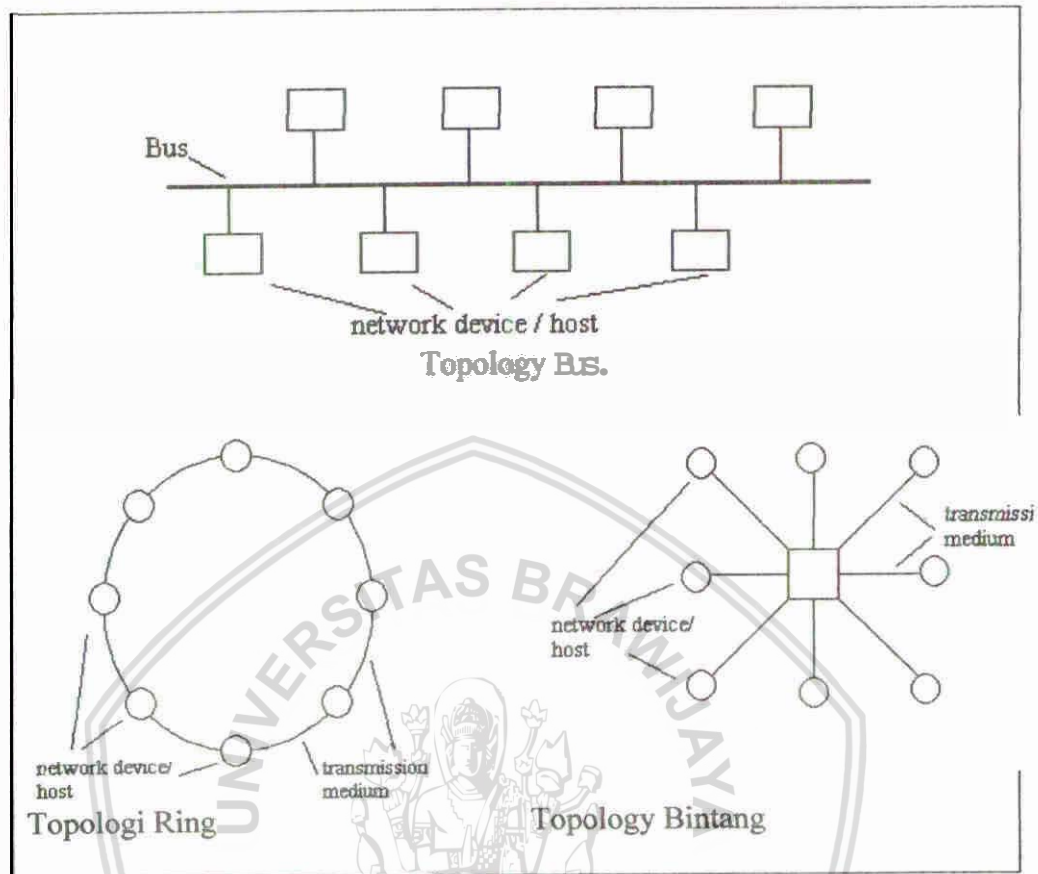 Bus
network device / host
Topology Bus.
network device/
host
transmission
medium
Topologi Ring
transmissi
medium
network device/
host
Topology Bintang
UNIVERSITAS BRAWIJAYA